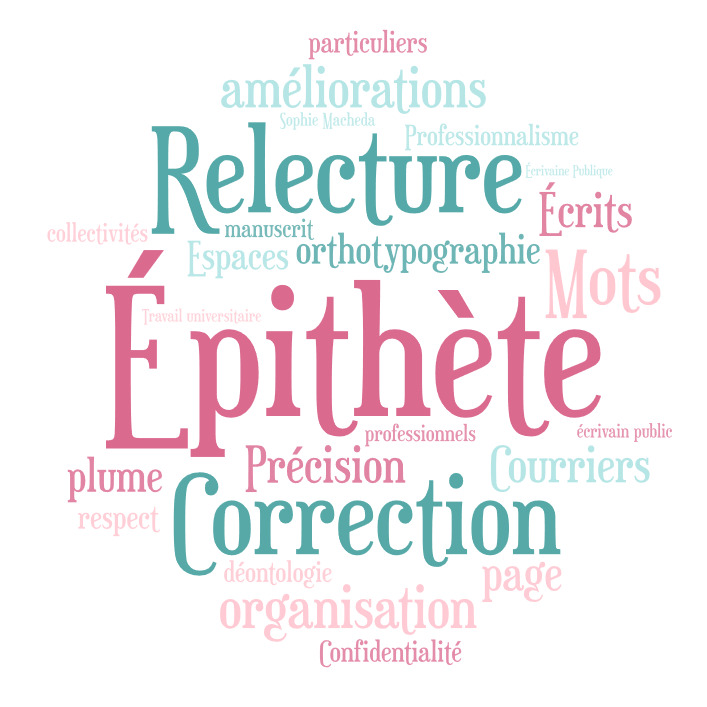 particuliers
améliorations
Sophie Macheda
Professionnalisme
Relecture
Écrivaine Publique
Écrits
collectivités
manuscrit
Espaces
orthotypographie
Mots
Épithète
Travail universitaire
professionnels
écrivain public
plume
Précision
Courriers
respect
Correction
déontologie
page
organisation
Confidentialité